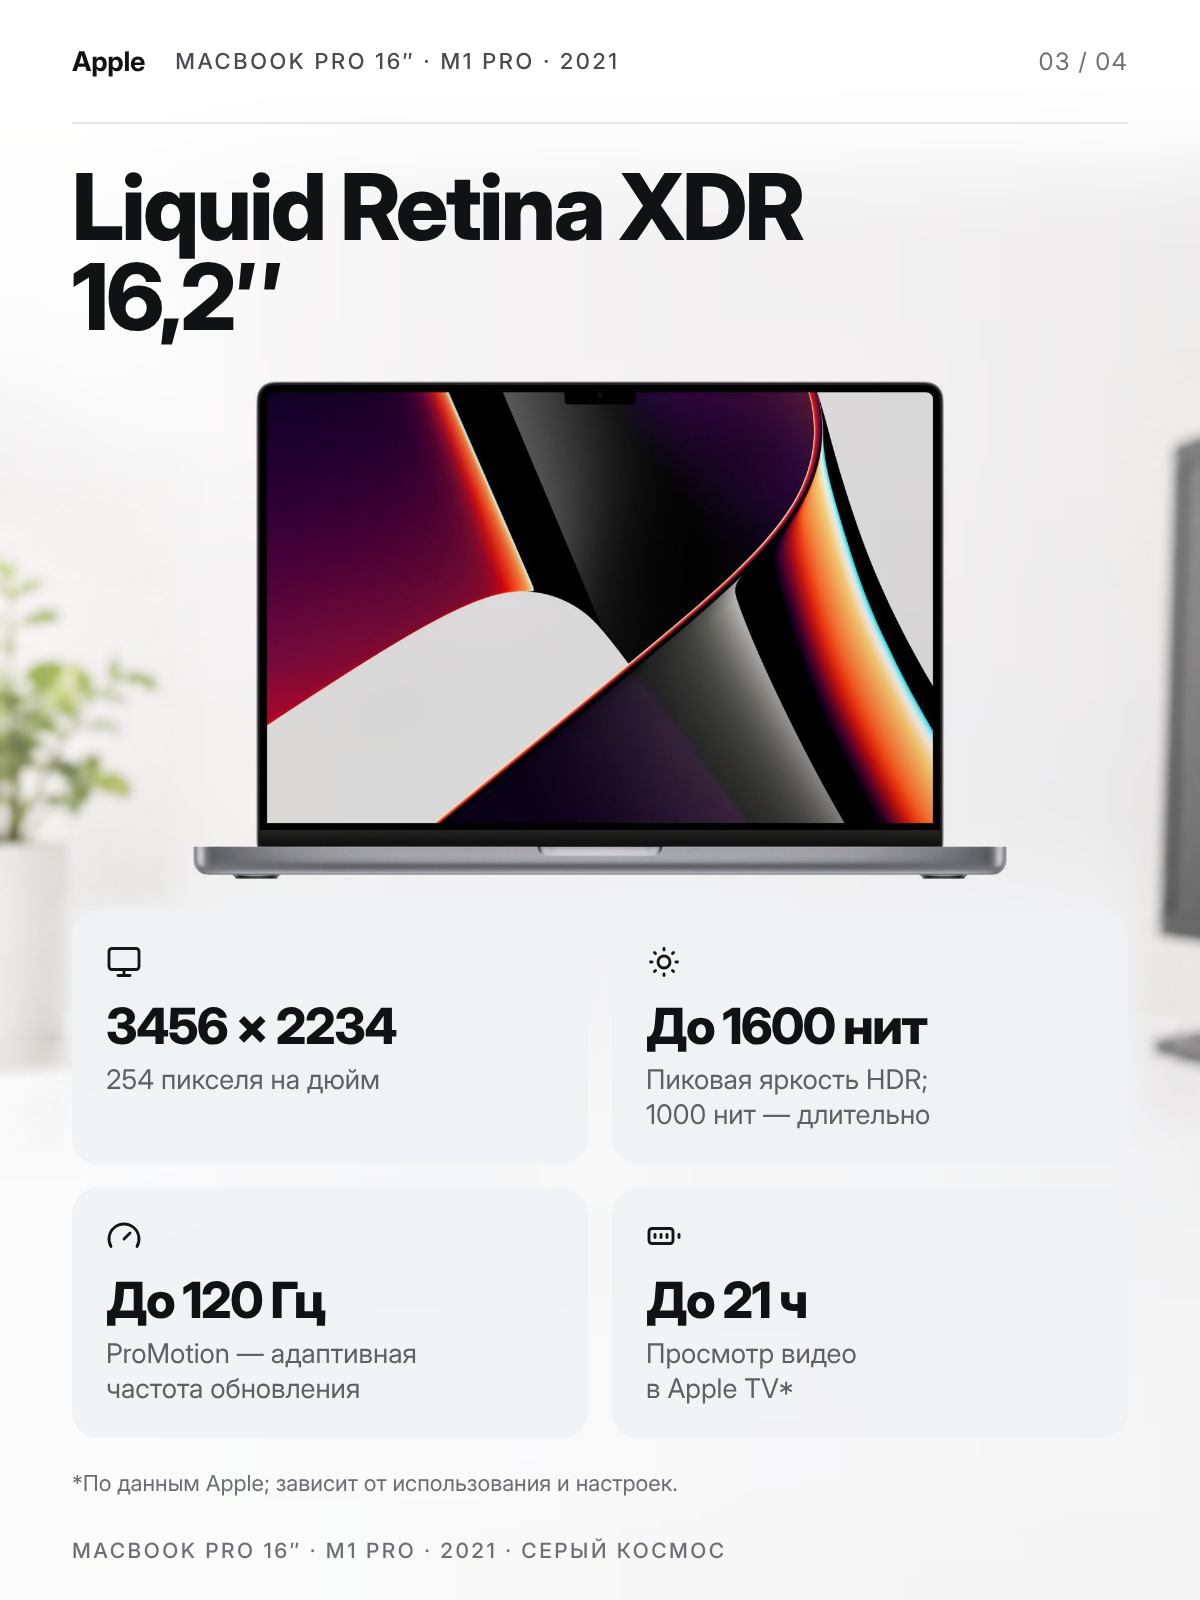 Apple MACBOOK PRO 16″ · M1 PRO · 2021 03 / 04
Liquid Retina XDR
16,2″
3456 × 2234
254 пикселя на дюйм
До 1600 нит
Пиковая яркость HDR;
1000 нит — длительно
До 120 Гц
ProMotion — адаптивная
частота обновления
До 21 ч
Просмотр видео
в Apple TV*
*По данным Apple; зависит от использования и настроек.
MACBOOK PRO 16″ · M1 PRO · 2021 · СЕРЫЙ КОСМОС